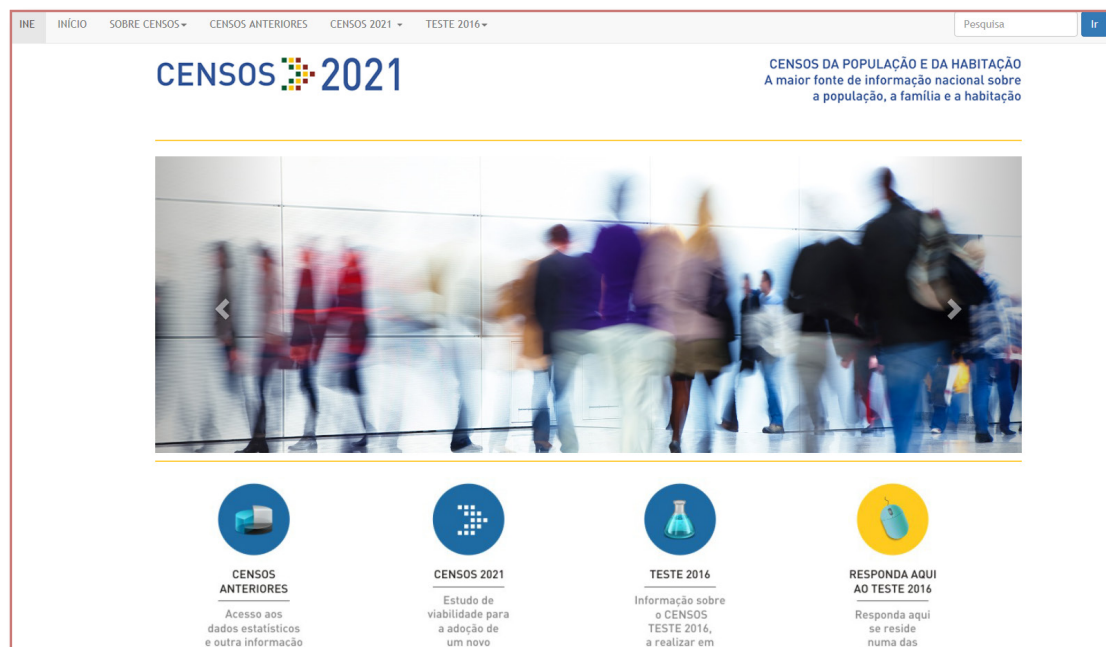 INE INÍCIO SOBRE CENSOS CENSOS ANTERIORES CENSOS 2021 TESTE 2016 Pesquisa Ir
CENSOS 2021
CENSOS DA POPULAÇÃO E DA HABITAÇÃO
A maior fonte de informação nacional sobre
a população, a família e a habitação
CENSOS
ANTERIORES
Acesso aos
dados estatísticos
e outra informação
CENSOS 2021
Estudo de
viabilidade para
a adoção de
um novo
TESTE 2016
Informação sobre
o CENSOS
TESTE 2016,
a realizar em
RESPONDA AQUI
AO TESTE 2016
Responda aqui
se reside
numa das